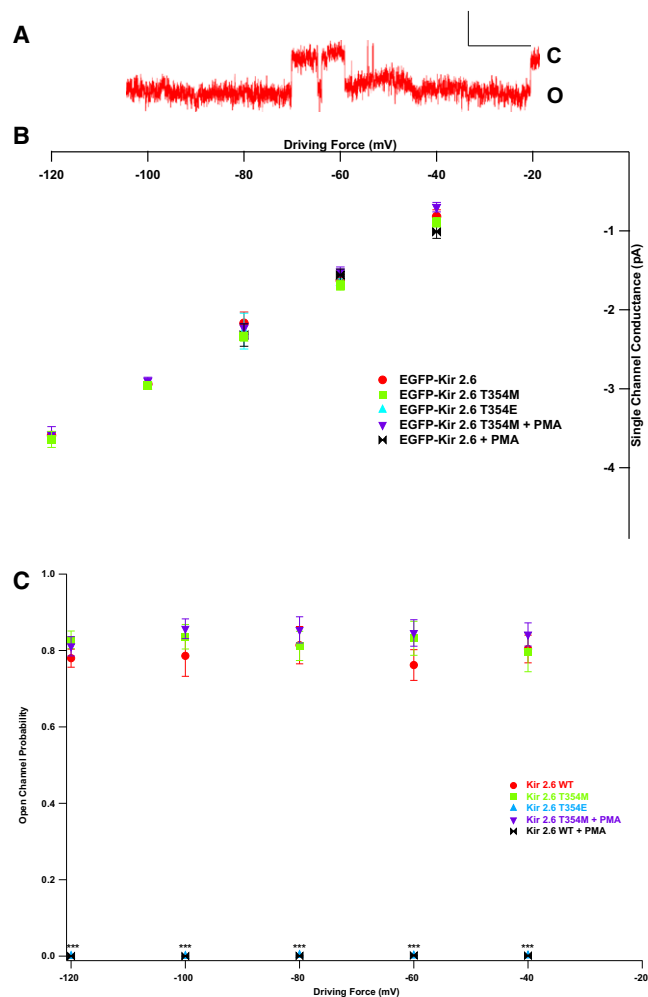 A
C
O
B
Driving Force (mV)
-120
-100
-80
-60
-40
-20
-1
-2
-3
-4
Single Channel Conductance (pA)
EGFP-Kir 2.6
EGFP-Kir 2.6 T354M
EGFP-Kir 2.6 T354E
EGFP-Kir 2.6 T354M + PMA
EGFP-Kir 2.6 + PMA
C
1.0
0.8
0.6
0.4
0.2
0.0
Open Channel Probability
Kir 2.6 WT
Kir 2.6 T354M
Kir 2.6 T354E
Kir 2.6 T354M + PMA
Kir 2.6 WT + PMA
***
***
***
***
***
-120
-100
-80
-60
-40
-20
Driving Force (mV)